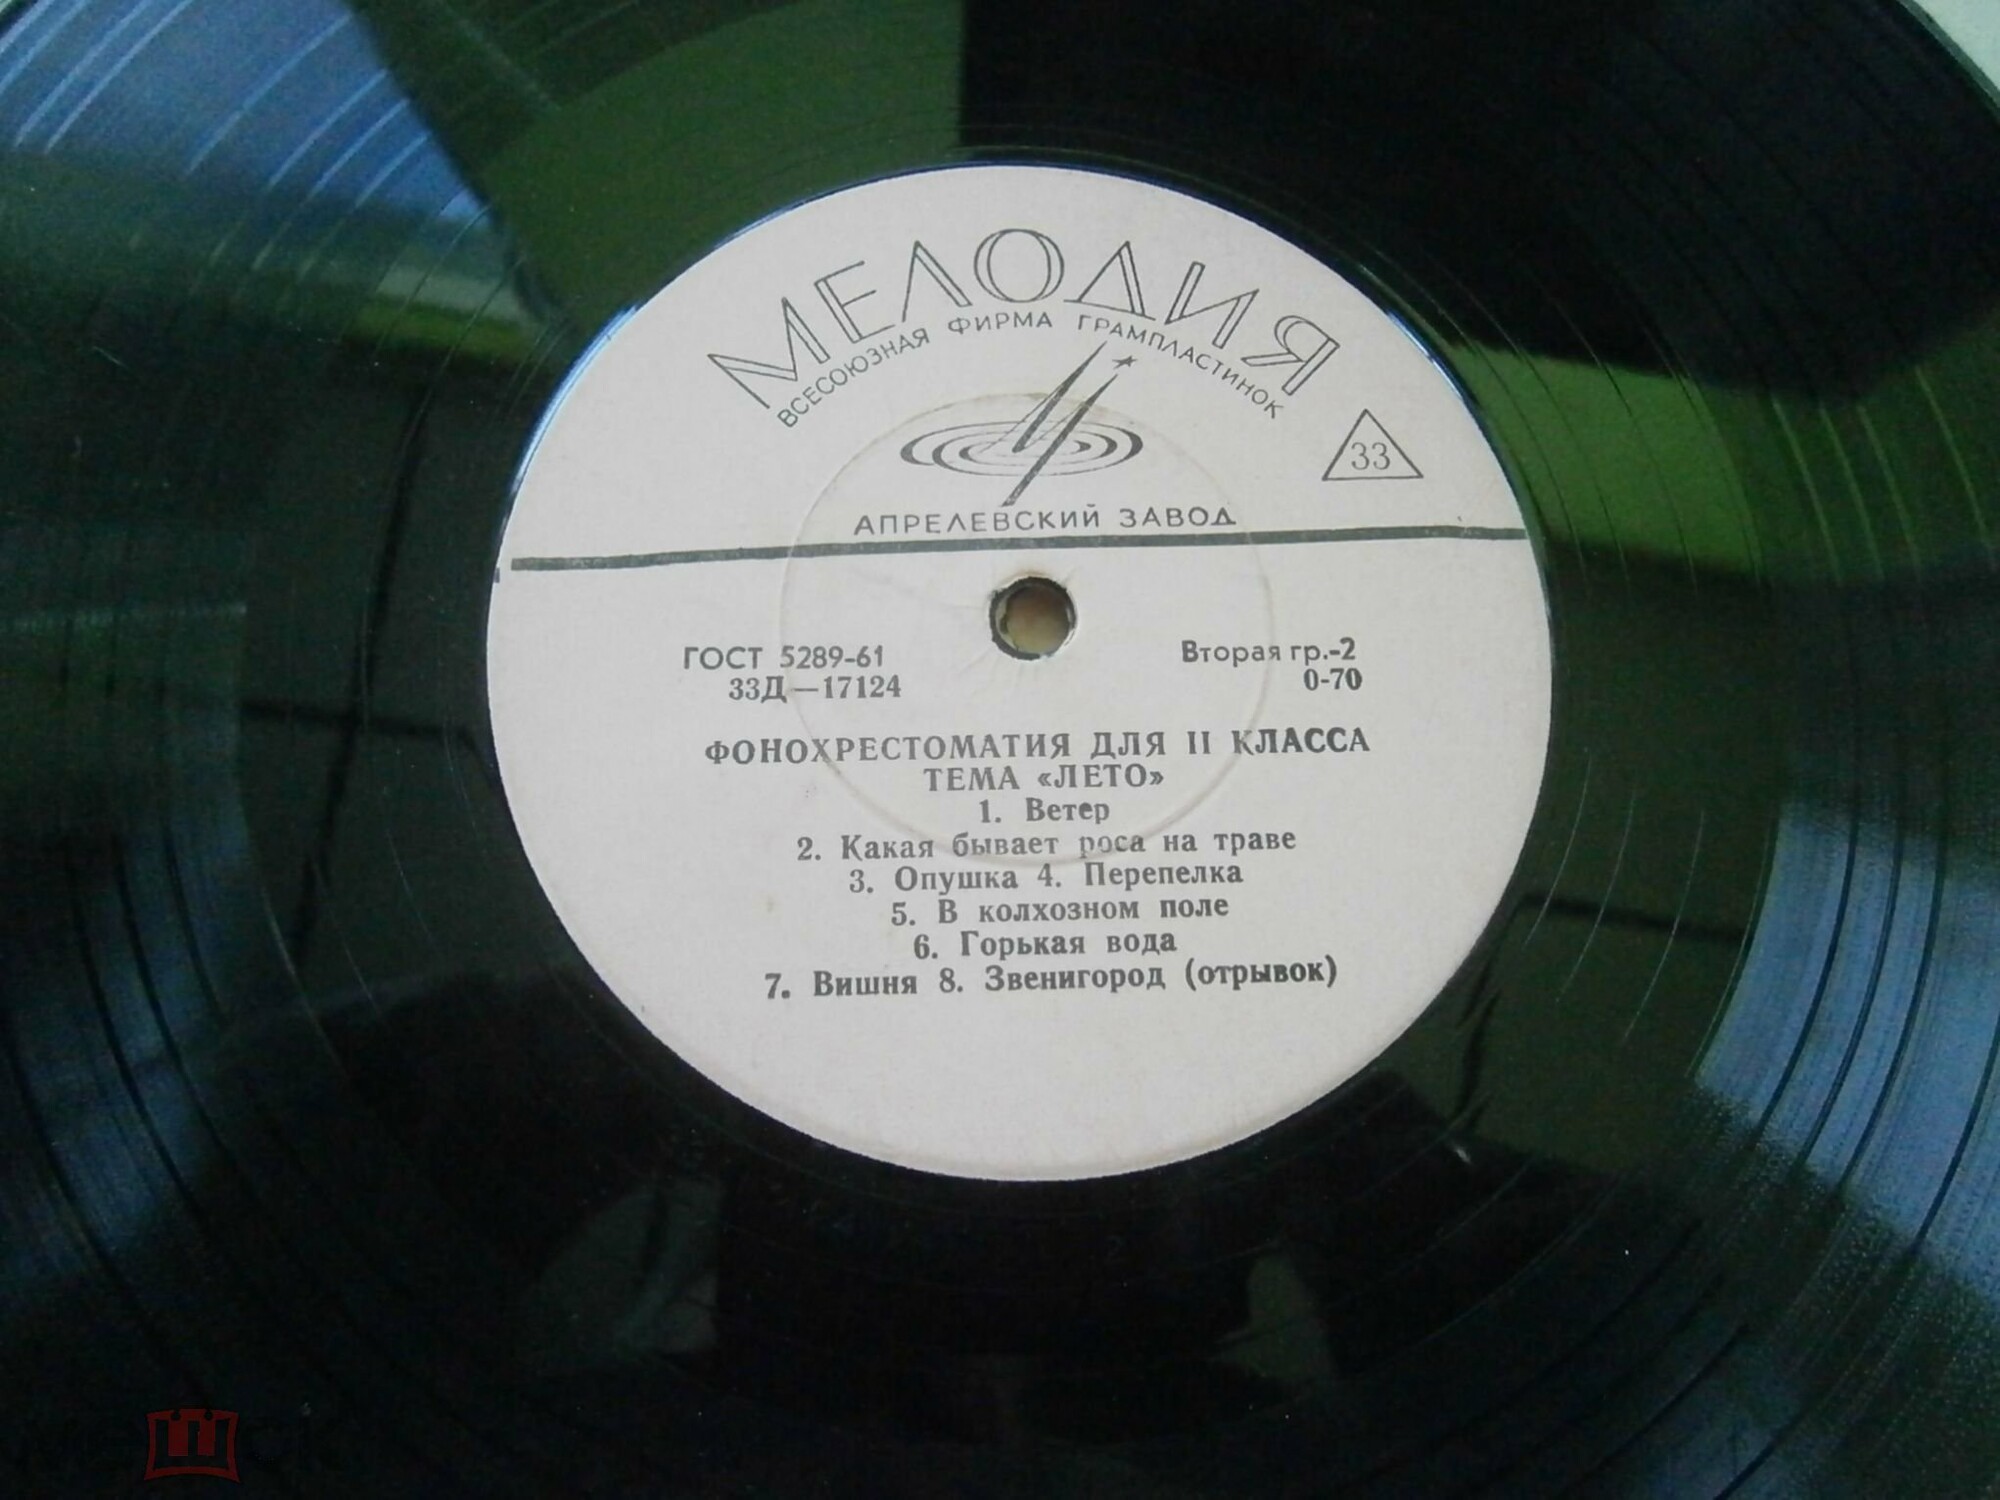 МЕЛОДИЯ
ВСЕСОЮЗНАЯ ФИРМА ГРАМПЛАСТИНОК
33
АПРЕЛЕВСКИЙ ЗАВОД
ГОСТ 5289-61
Вторая гр.-2
33Д—17124
0-70
ФОНОХРЕСТОМАТИЯ ДЛЯ II КЛАССА
ТЕМА «ЛЕТО»
1. Ветер
2. Какая бывает роса на траве
3. Опушка 4. Перепелка
5. В колхозном поле
6. Горькая вода
7. Вишня 8. Звенигород (отрывок)